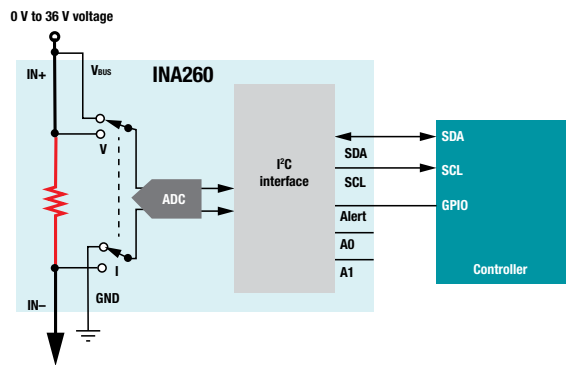 0 V to 36 V voltage
IN+
VBUS
INA260
V
ADC
I²C
interface
SDA
SCL
Alert
A0
A1
SDA
SCL
GPIO
Controller
I
GND
IN–